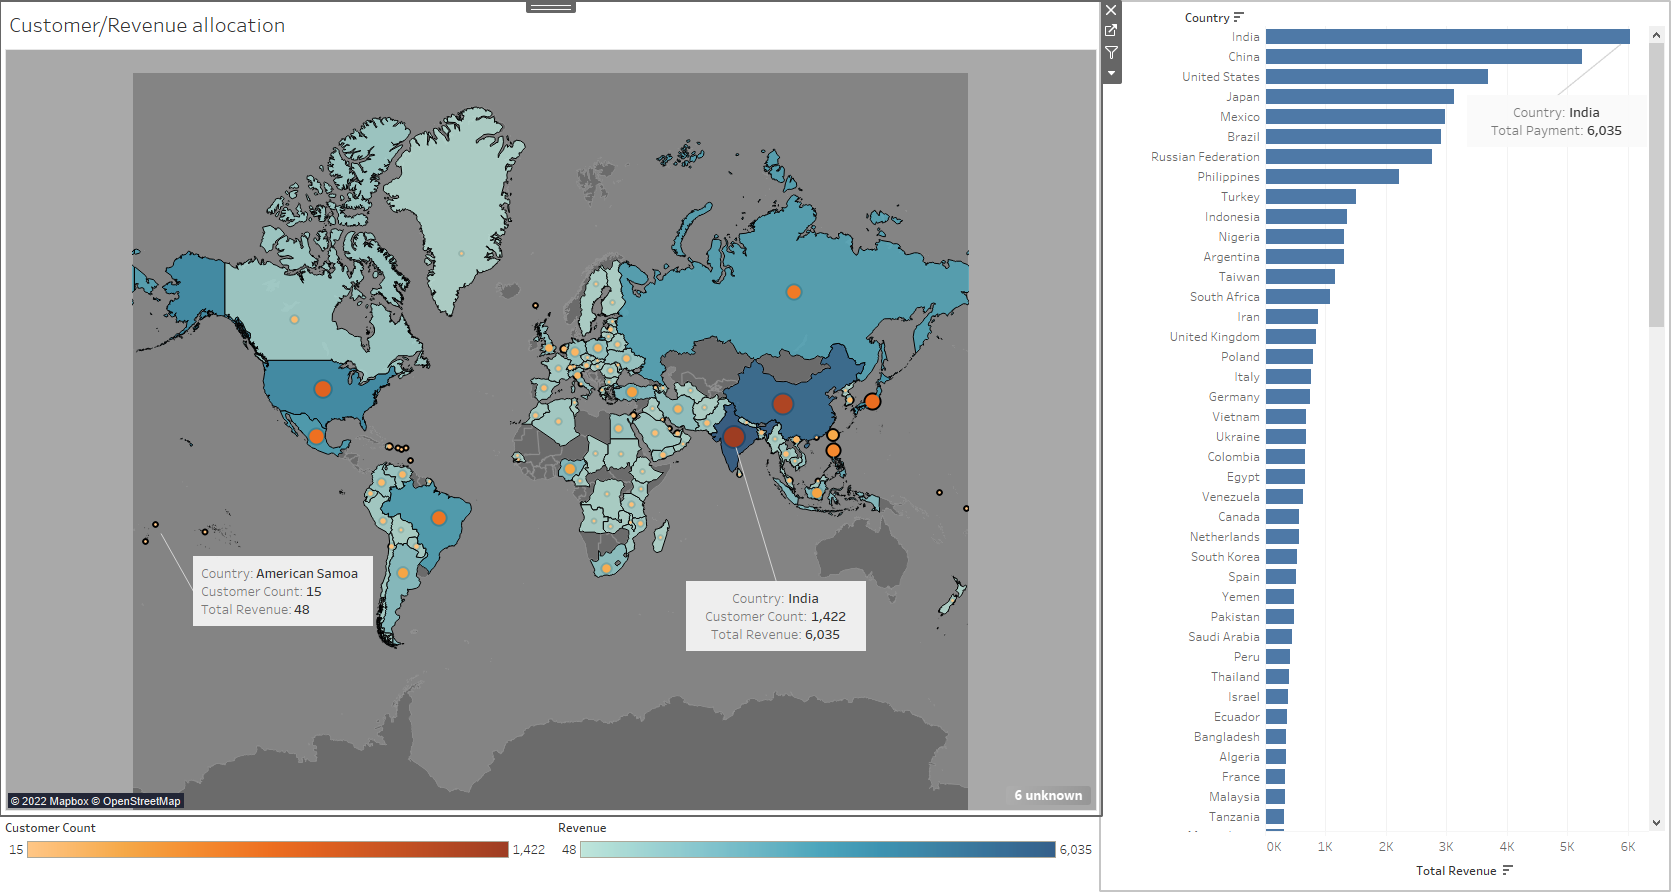 Customer/Revenue allocation
Country: American Samoa
Customer Count: 15
Total Revenue: 48
Country: India
Customer Count: 1,422
Total Revenue: 6,035
© 2022 Mapbox © OpenStreetMap
6 unknown
Customer Count
15
1,422
Revenue
48
6,035
Country
India
China
United States
Japan
Mexico
Brazil
Russian Federation
Philippines
Turkey
Indonesia
Nigeria
Argentina
Taiwan
South Africa
Iran
United Kingdom
Poland
Italy
Germany
Vietnam
Ukraine
Colombia
Egypt
Venezuela
Canada
Netherlands
South Korea
Spain
Yemen
Pakistan
Saudi Arabia
Peru
Thailand
Israel
Ecuador
Bangladesh
Algeria
France
Malaysia
Tanzania
Country: India
Total Payment: 6,035
0K 1K 2K 3K 4K 5K 6K
Total Revenue